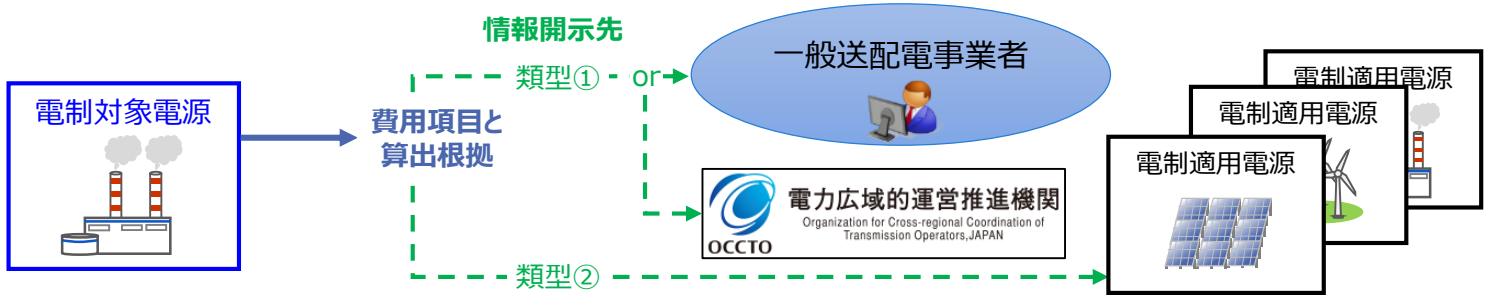 情報開示先
電制対象電源
費用項目と
算出根拠
類型①
or
一般送配電事業者
OCCTO
電力広域的運営推進機関
Organization for Cross-regional Coordination of
Transmission Operators,JAPAN
類型②
電制適用電源
電制適用電源
電制適用電源